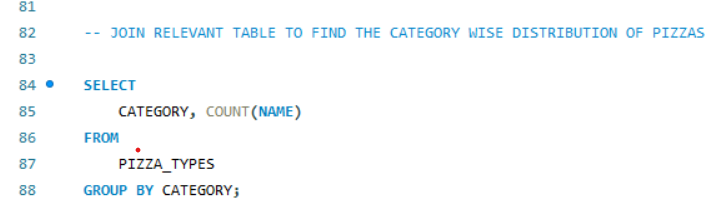 81
82 -- JOIN RELEVANT TABLE TO FIND THE CATEGORY WISE DISTRIBUTION OF PIZZAS
83
84 SELECT
85 CATEGORY, COUNT(NAME)
86 FROM
87 PIZZA_TYPES
88 GROUP BY CATEGORY;